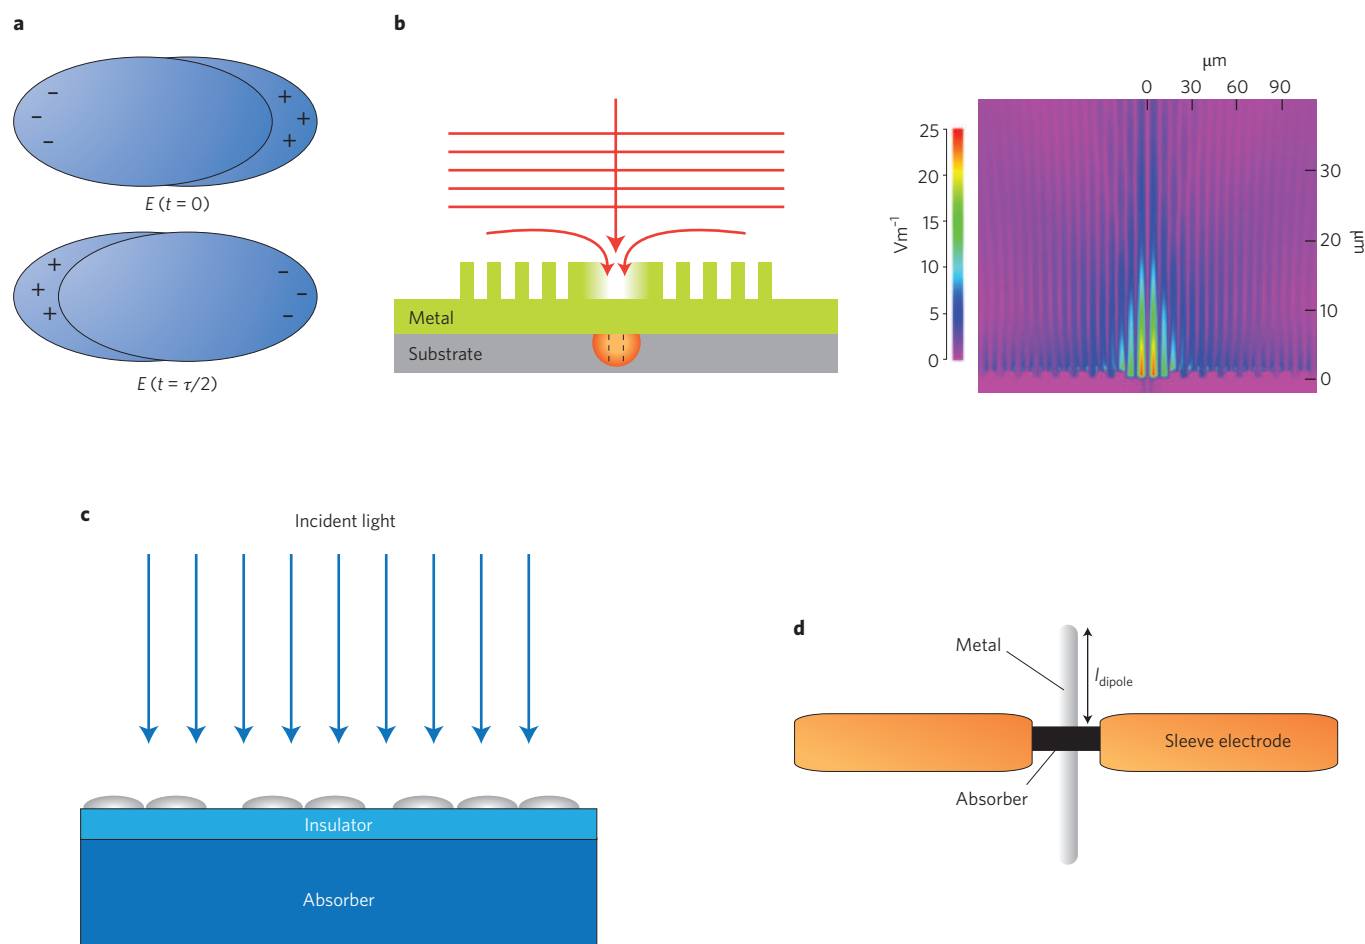 a
− +
− +
− +
E (t = 0)
+ −
+ −
+ −
E (t = τ/2)
b
Metal
Substrate
μm
0 30 60 90
25
20
15
10
5
0
Vm⁻¹
30
20
10
0
μm
c
Incident light
Insulator
Absorber
d
Metal
l dipole
Sleeve electrode
Absorber